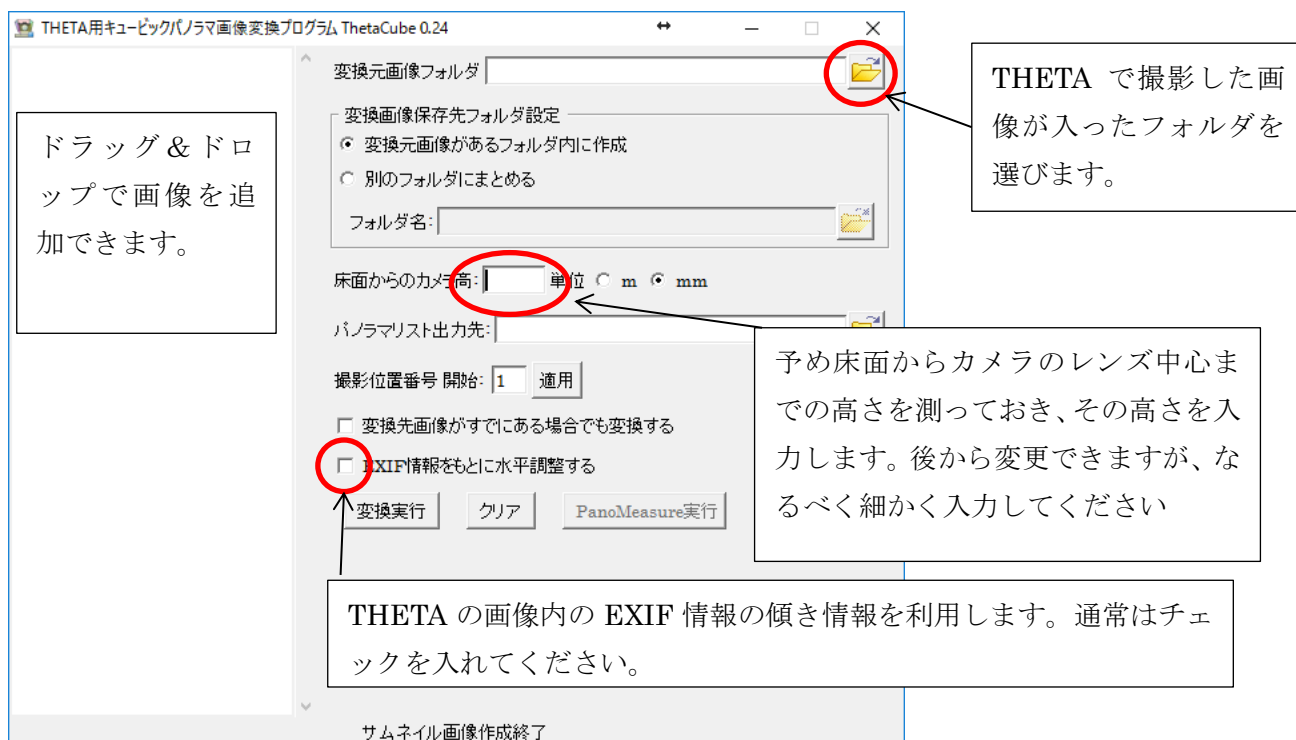 THETA用キュービックパノラマ画像変換プログラム ThetaCube 0.24
変換元画像フォルダ
THETA で撮影した画
像が入ったフォルダを
選びます。
変換画像保存先フォルダ設定
変換元画像があるフォルダ内に作成
別のフォルダにまとめる
フォルダ名:
ドラッグ＆ドロ
ップで画像を追
加できます。
床面からのカメラ高: 単位 m mm
パノラマリスト出力先:
予め床面からカメラのレンズ中心ま
での高さを測っておき、その高さを入
力します。後から変更できますが、な
るべく細かく入力してください
撮影位置番号 開始: 1 適用
変換先画像がすでにある場合でも変換する
EXIF情報をもとに水平調整する
変換実行 クリア PanoMeasure実行
THETA の画像内の EXIF 情報の傾き情報を利用します。通常はチェ
ックを入れてください。
サムネイル画像作成終了